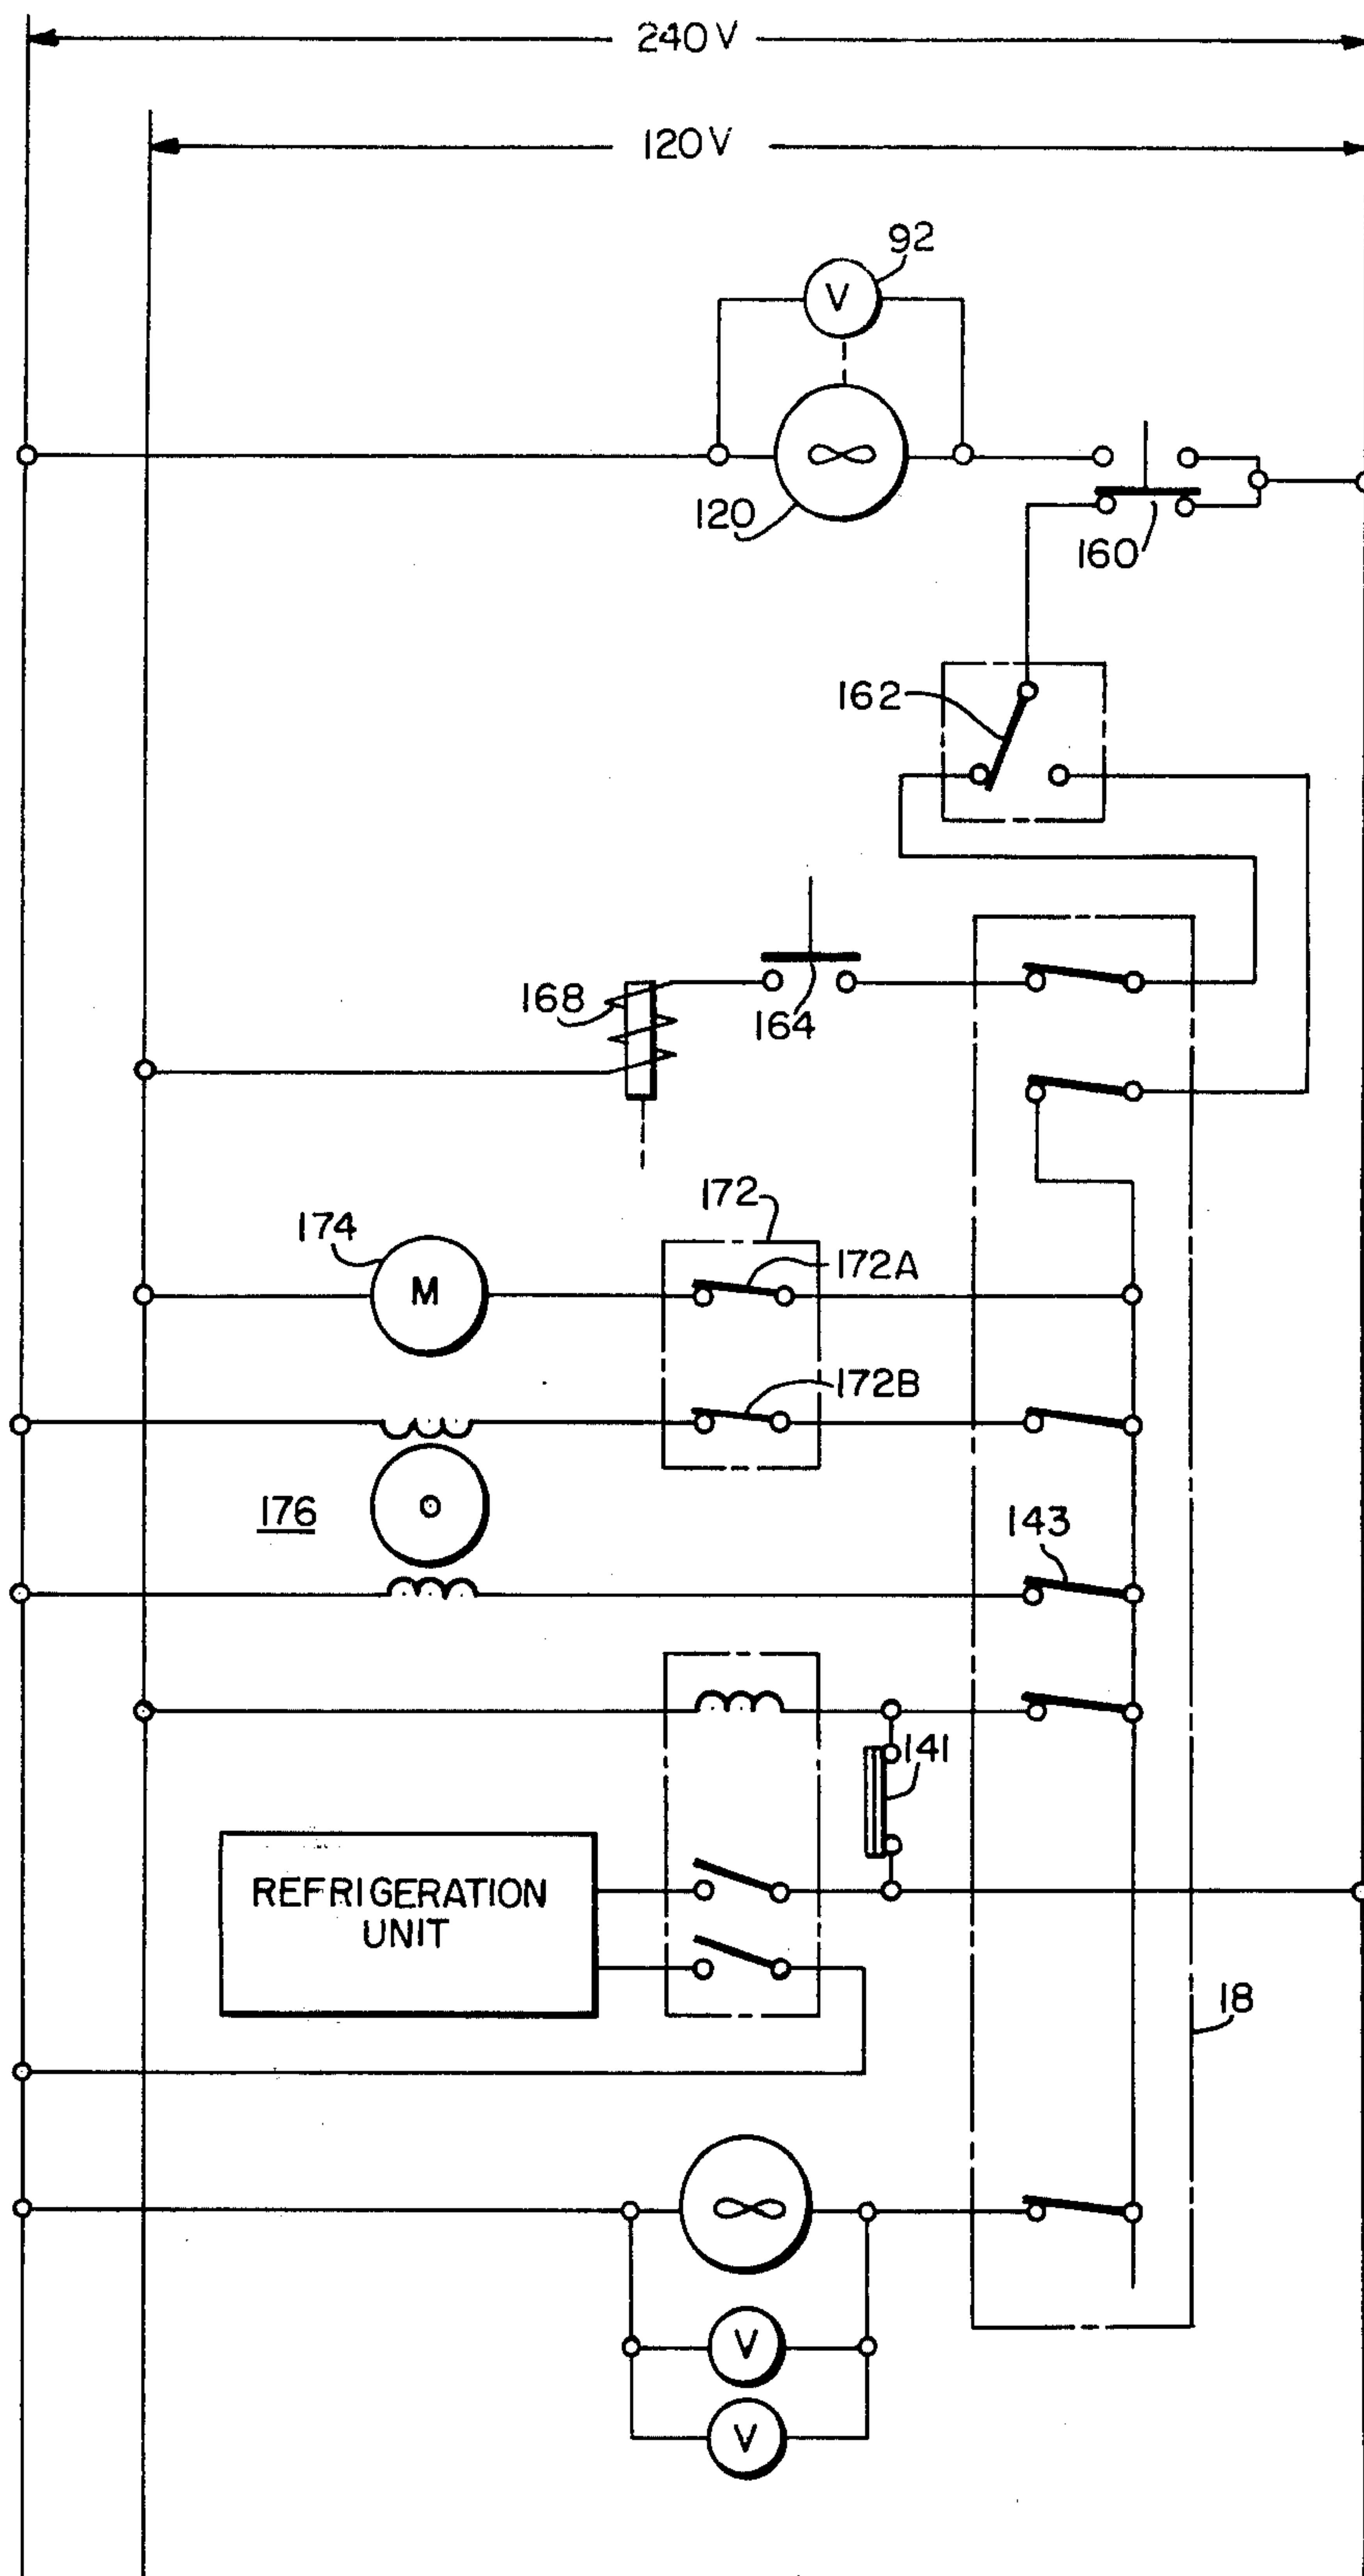 240V
120V
92
V
120
160
162
168
164
172
174
172A
M
172B
176
143
141
REFRIGERATION
UNIT
18
V
V